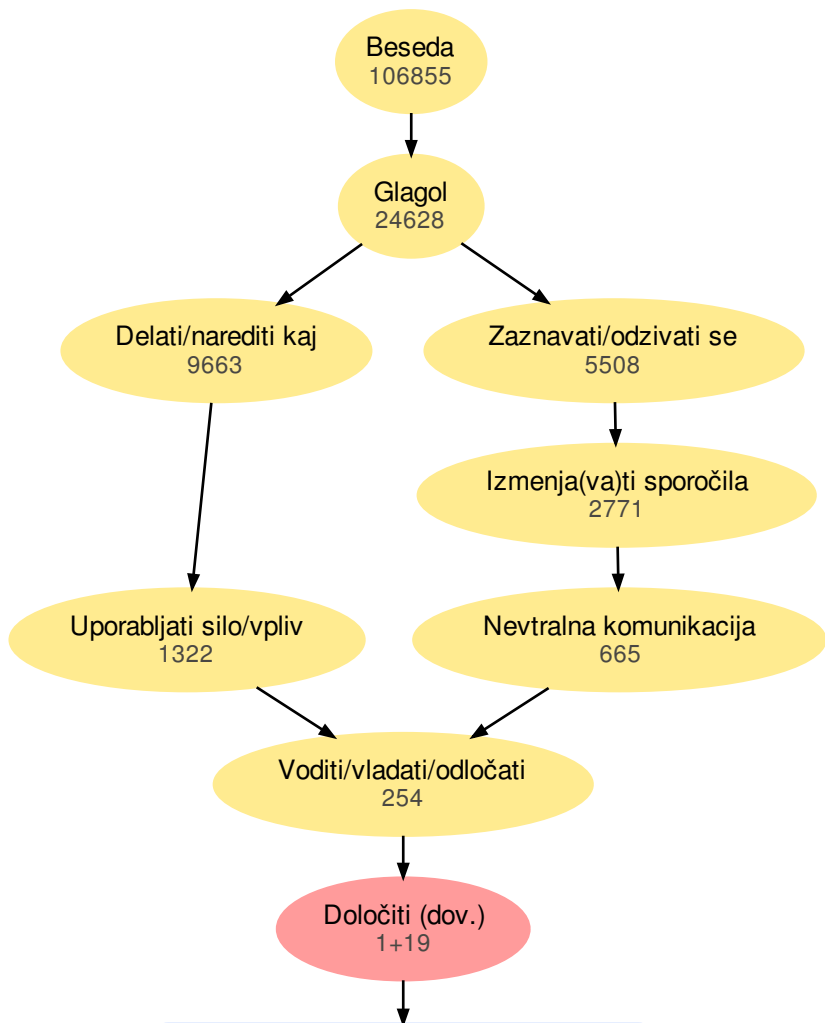 Beseda
106855
Glagol
24628
Delati/narediti kaj
9663
Zaznavati/odzivati se
5508
Izmenja(va)ti sporočila
2771
Uporabljati silo/vpliv
1322
Nevtralna komunikacija
665
Voditi/vladati/odločati
254
Določiti (dov.)
1+19